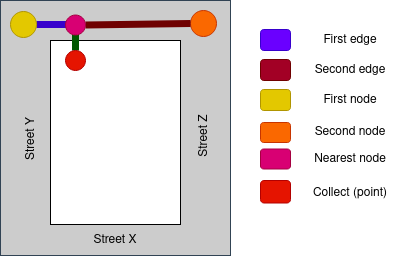 First edge
Second edge
First node
Second node
Nearest node
Collect (point)
Street Y
Street Z
Street X